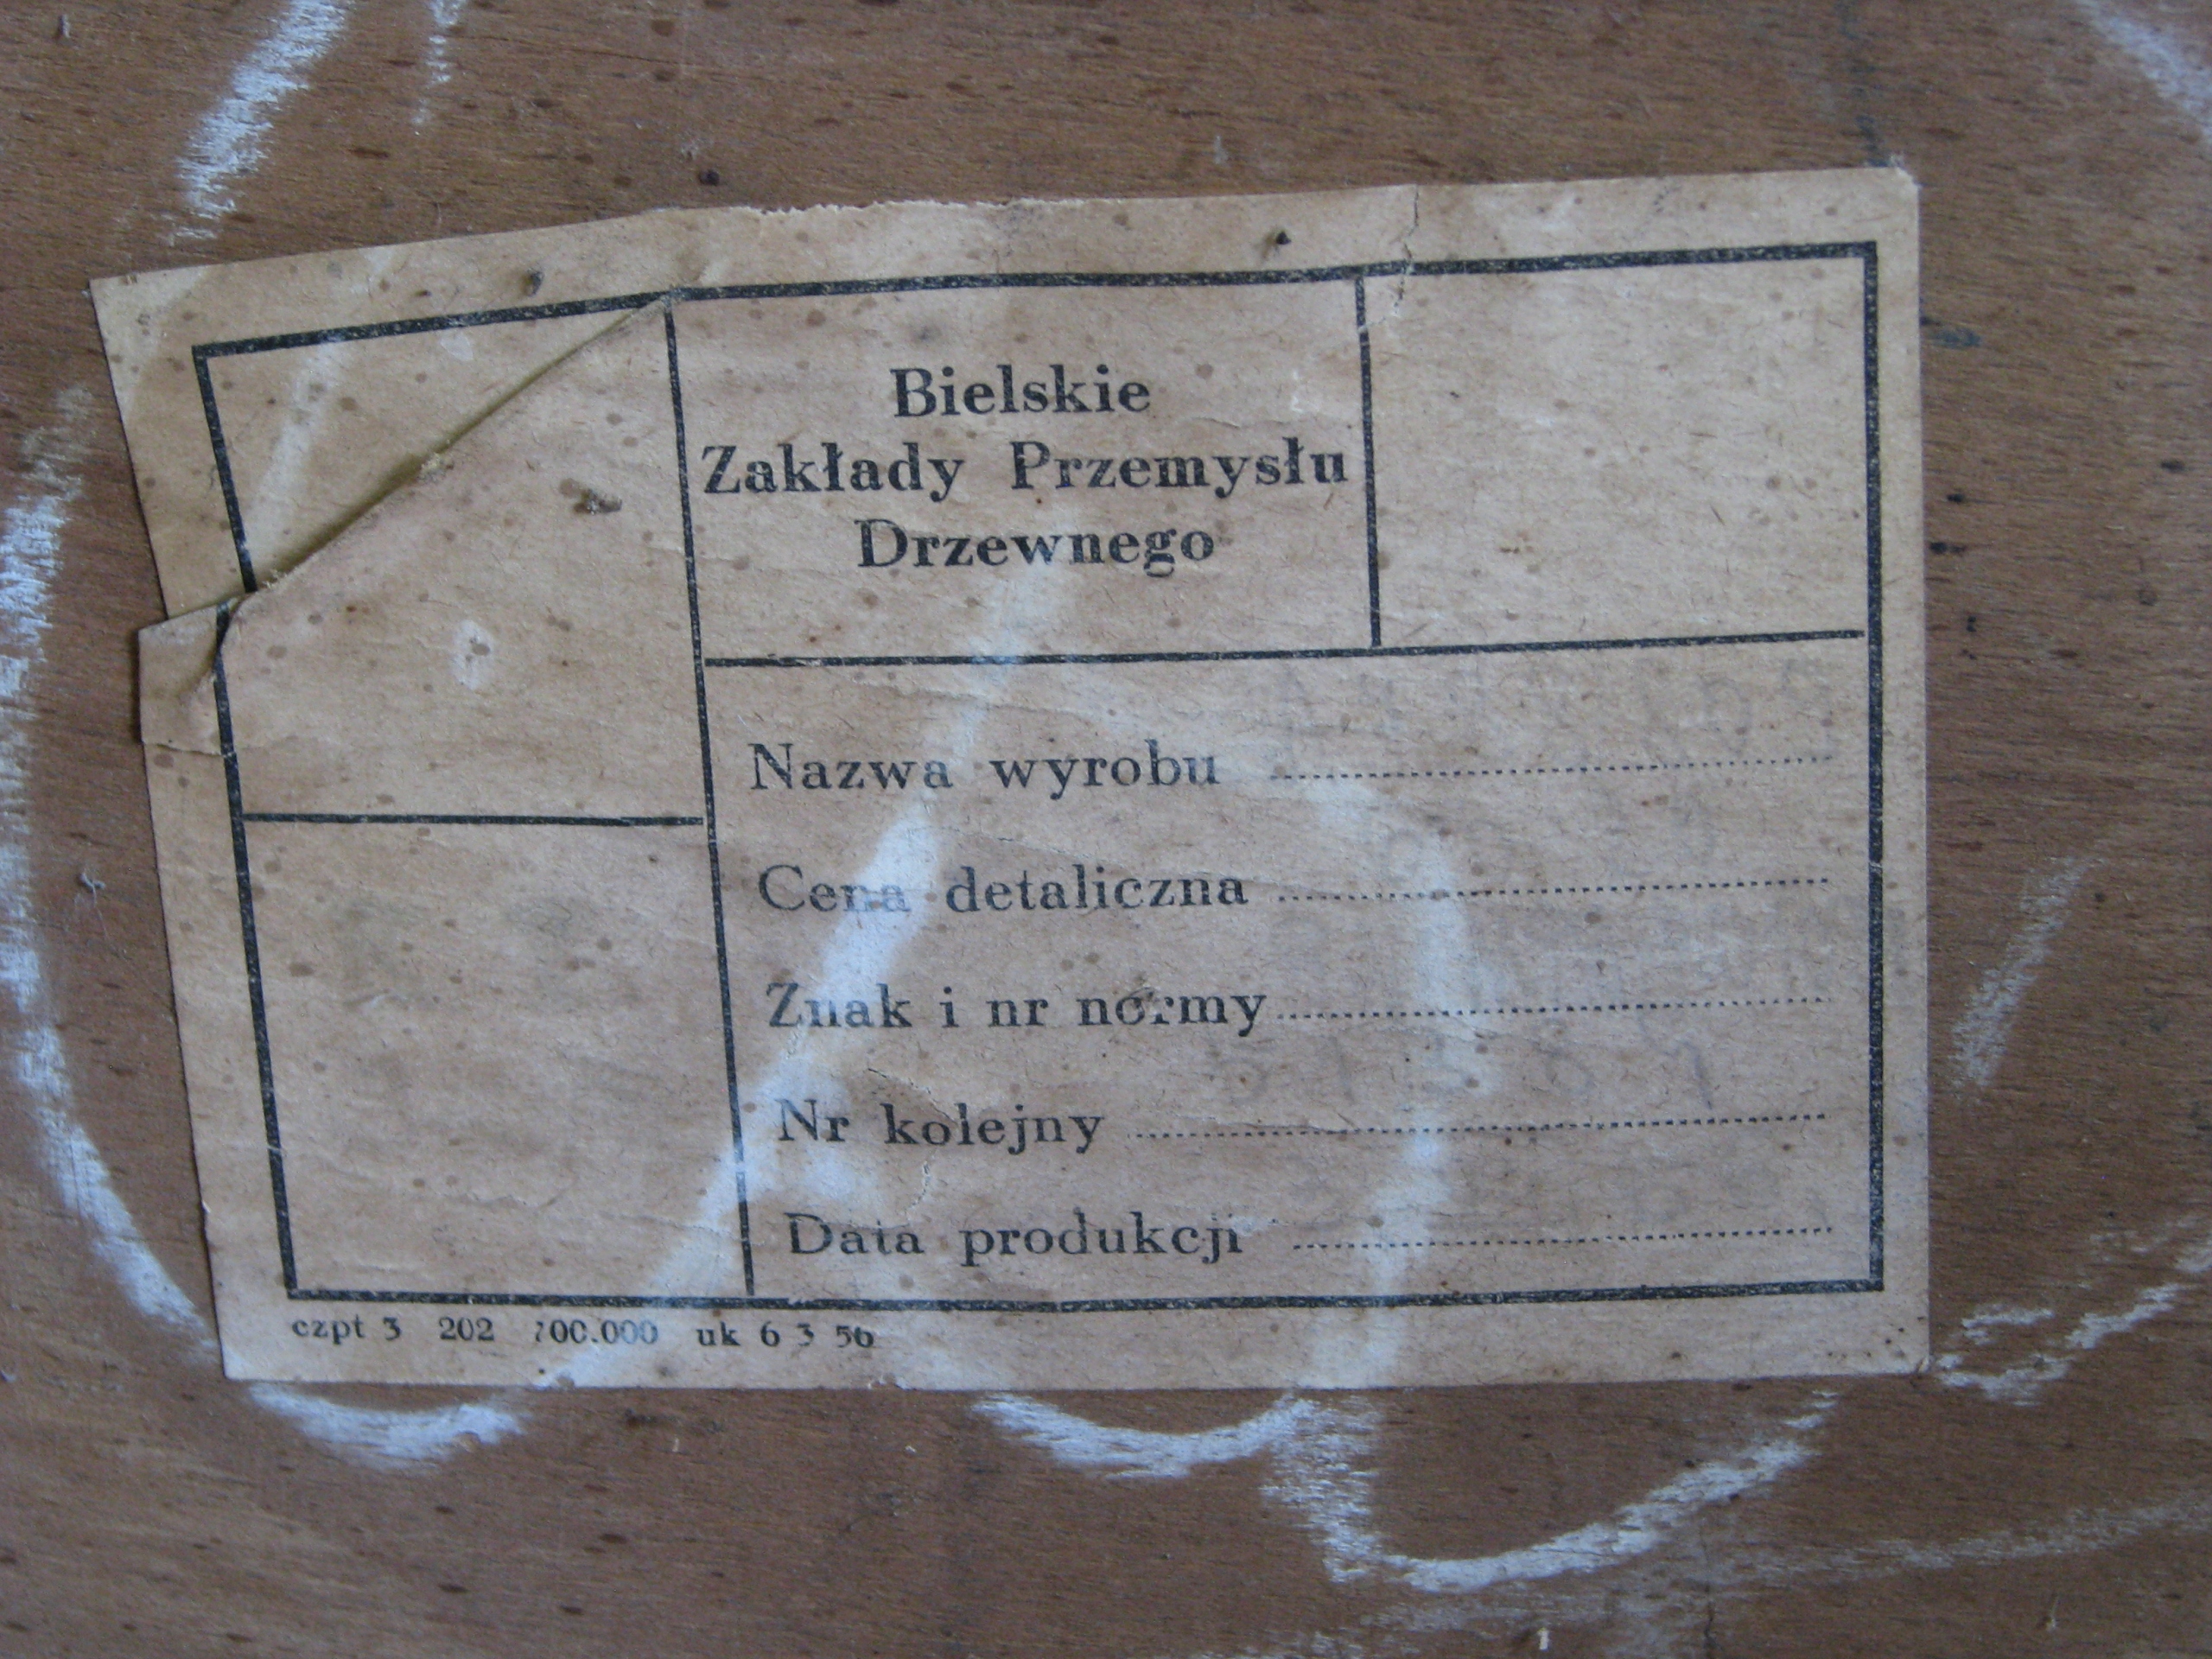 Bielskie
Zakłady Przemysłu
Drzewnego
Nazwa wyrobu
Cena detaliczna
Znak i nr normy
Nr kolejny
Data produkcji
czpt 3 202 100.000 uk 6 3 56